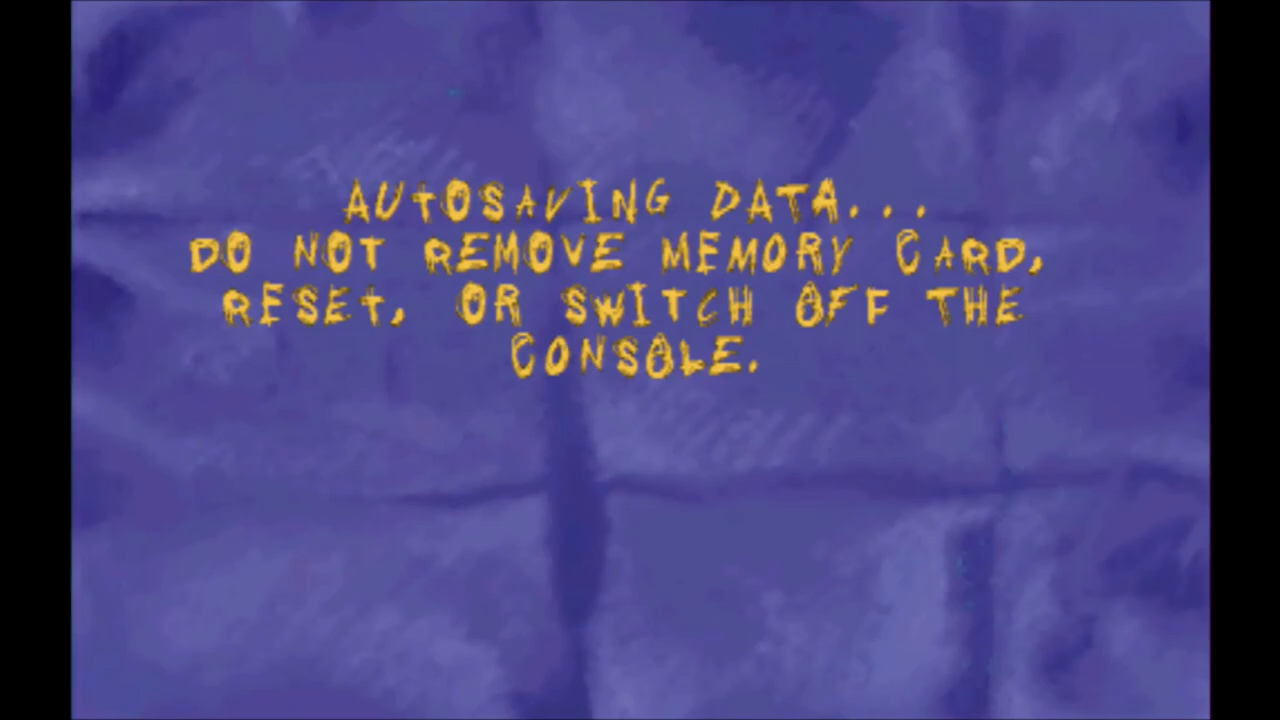 AUTOSAVING DATA...
DO NOT REMOVE MEMORY CARD,
RESET, OR SWITCH OFF THE
CONSOLE.